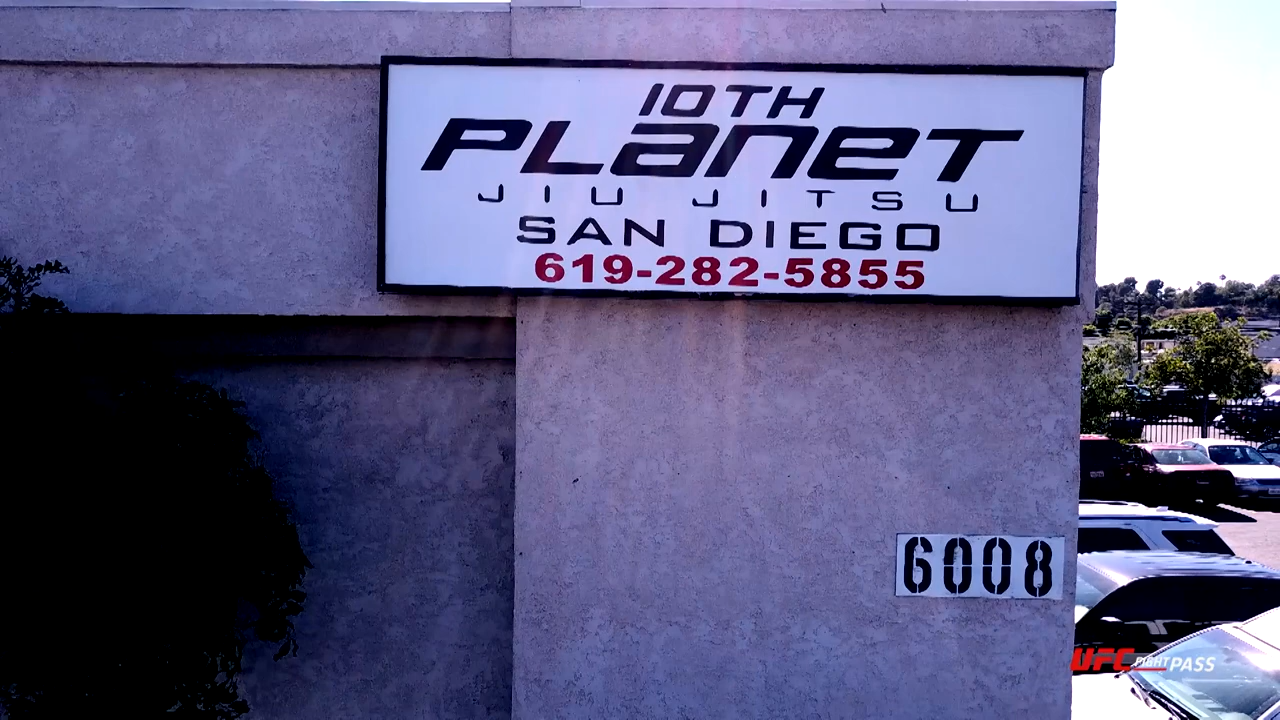 10TH
PLANET
JIU JITSU
SAN DIEGO
619-282-5855
6008
UFC FIGHT PASS